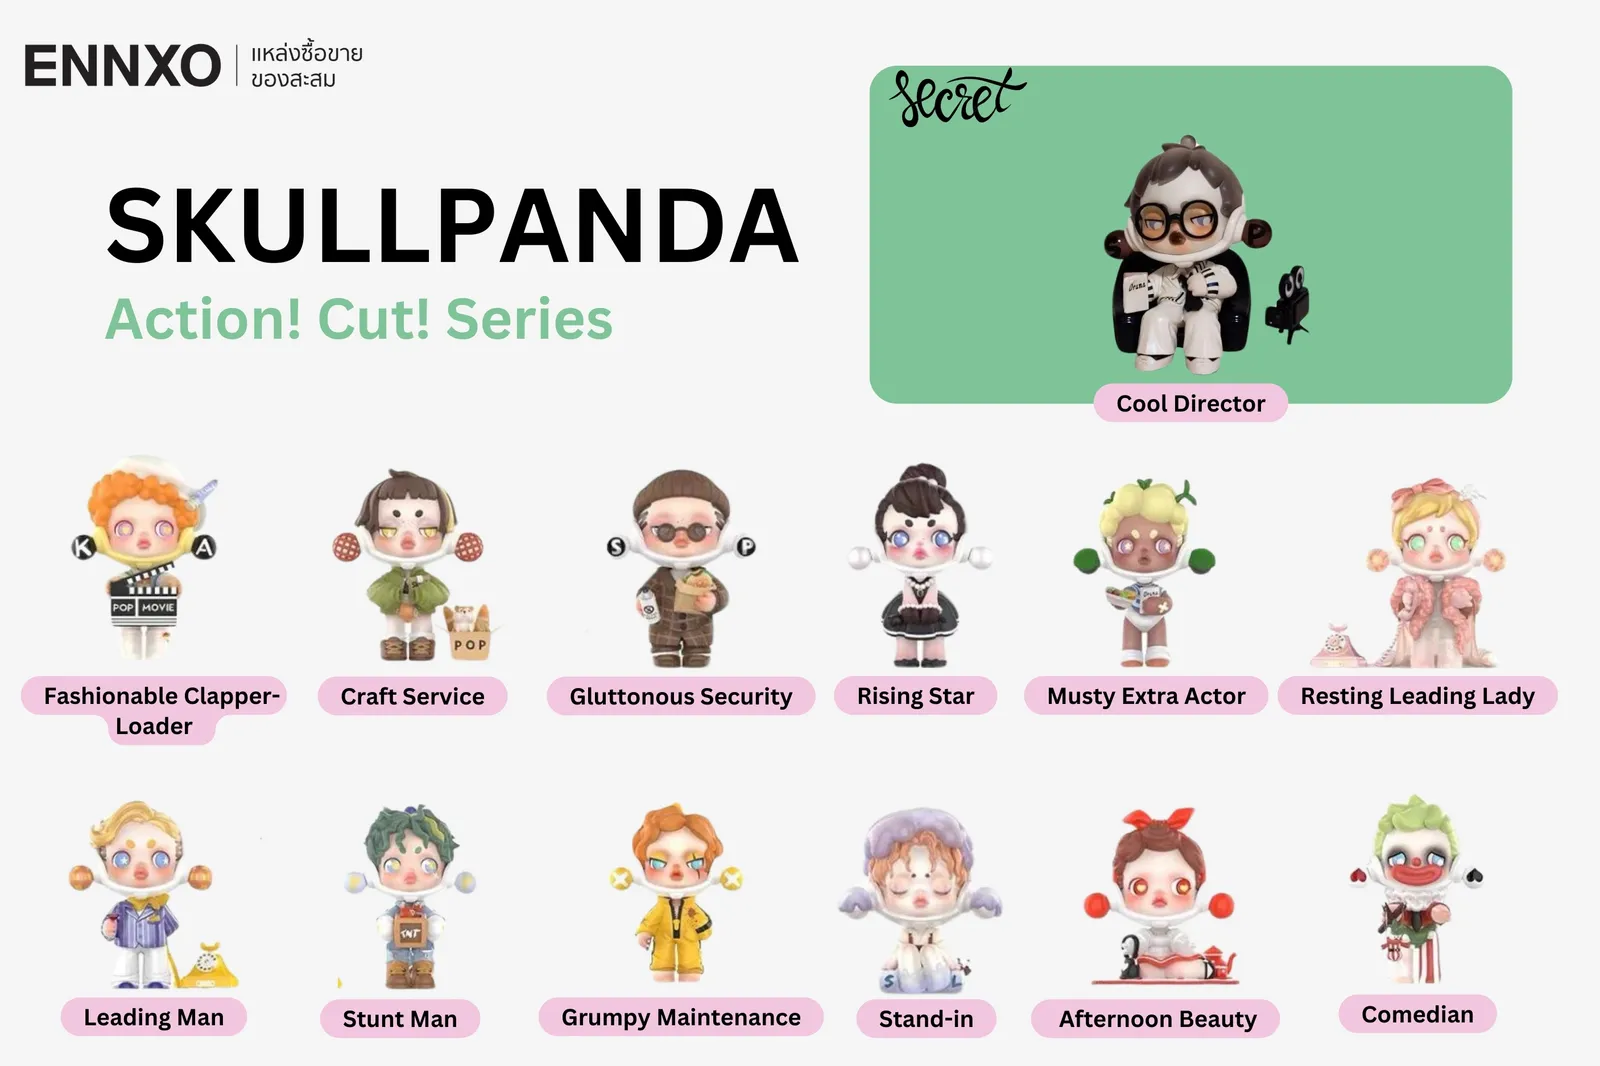 ENNXO
แหล่งซื้อขาย
ของสะสม
secret
SKULLPANDA
Action! Cut! Series
S P
Cool Director
K A
POP MOVIE
POP
S P
Fashionable Clapper-
Loader
Craft Service
Gluttonous Security
Rising Star
Musty Extra Actor
Resting Leading Lady
TNT
S L
Leading Man
Stunt Man
Grumpy Maintenance
Stand-in
Afternoon Beauty
Comedian